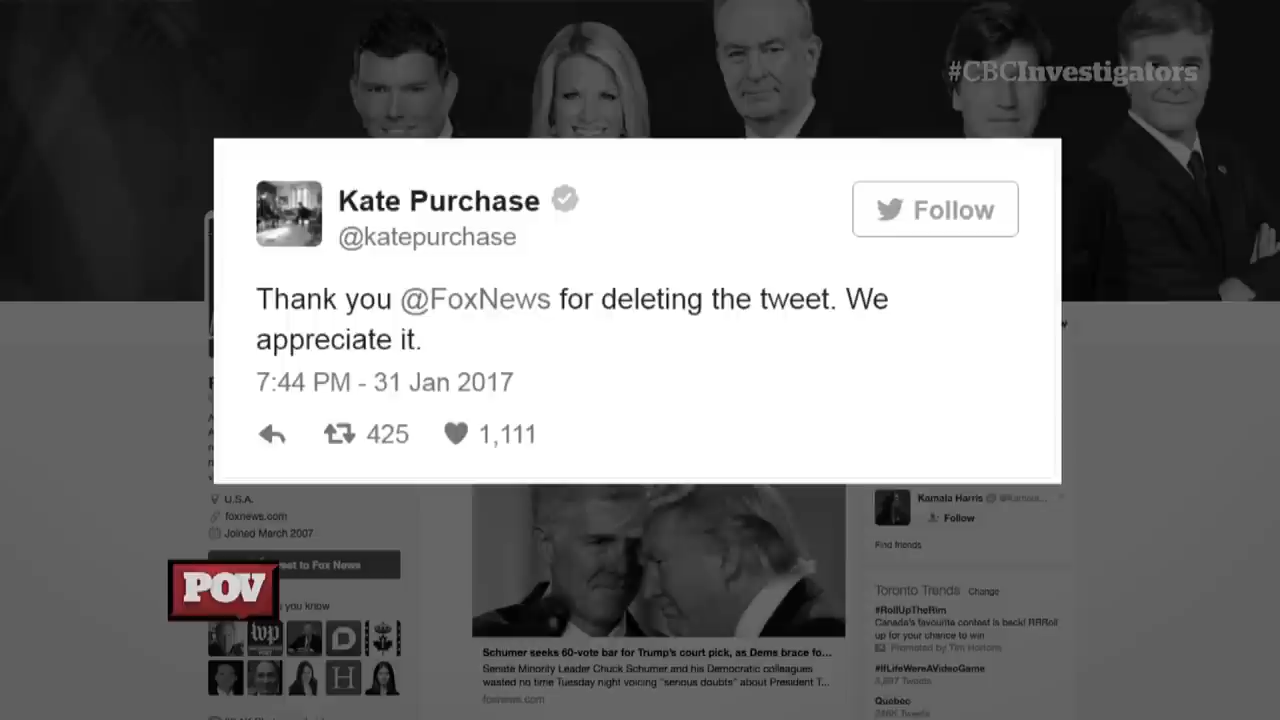 #CBCInvestigators
Kate Purchase
@katepurchase
Follow
Thank you @FoxNews for deleting the tweet. We
appreciate it.
7:44 PM - 31 Jan 2017
425 1,111
U.S.A.
foxnews.com
Joined March 2007
eet to Fox News
POV
you know
wp
H
Schumer seeks 60-vote bar for Trump's court pick, as Dems brace fo...
Senate Minority Leader Chuck Schumer and his Democratic colleagues
wasted no time Tuesday night voicing "serious doubts" about President T...
foxnews.com
Kamala Harris
Follow
Find friends
Toronto Trends Change
#RollUpTheRim
Canada's favourite contest is back! RRRoll
up for your chance to win
Promoted by Tim Hortons
#IfLifeWereAVideoGame
Tweets
Quebec
Tweets